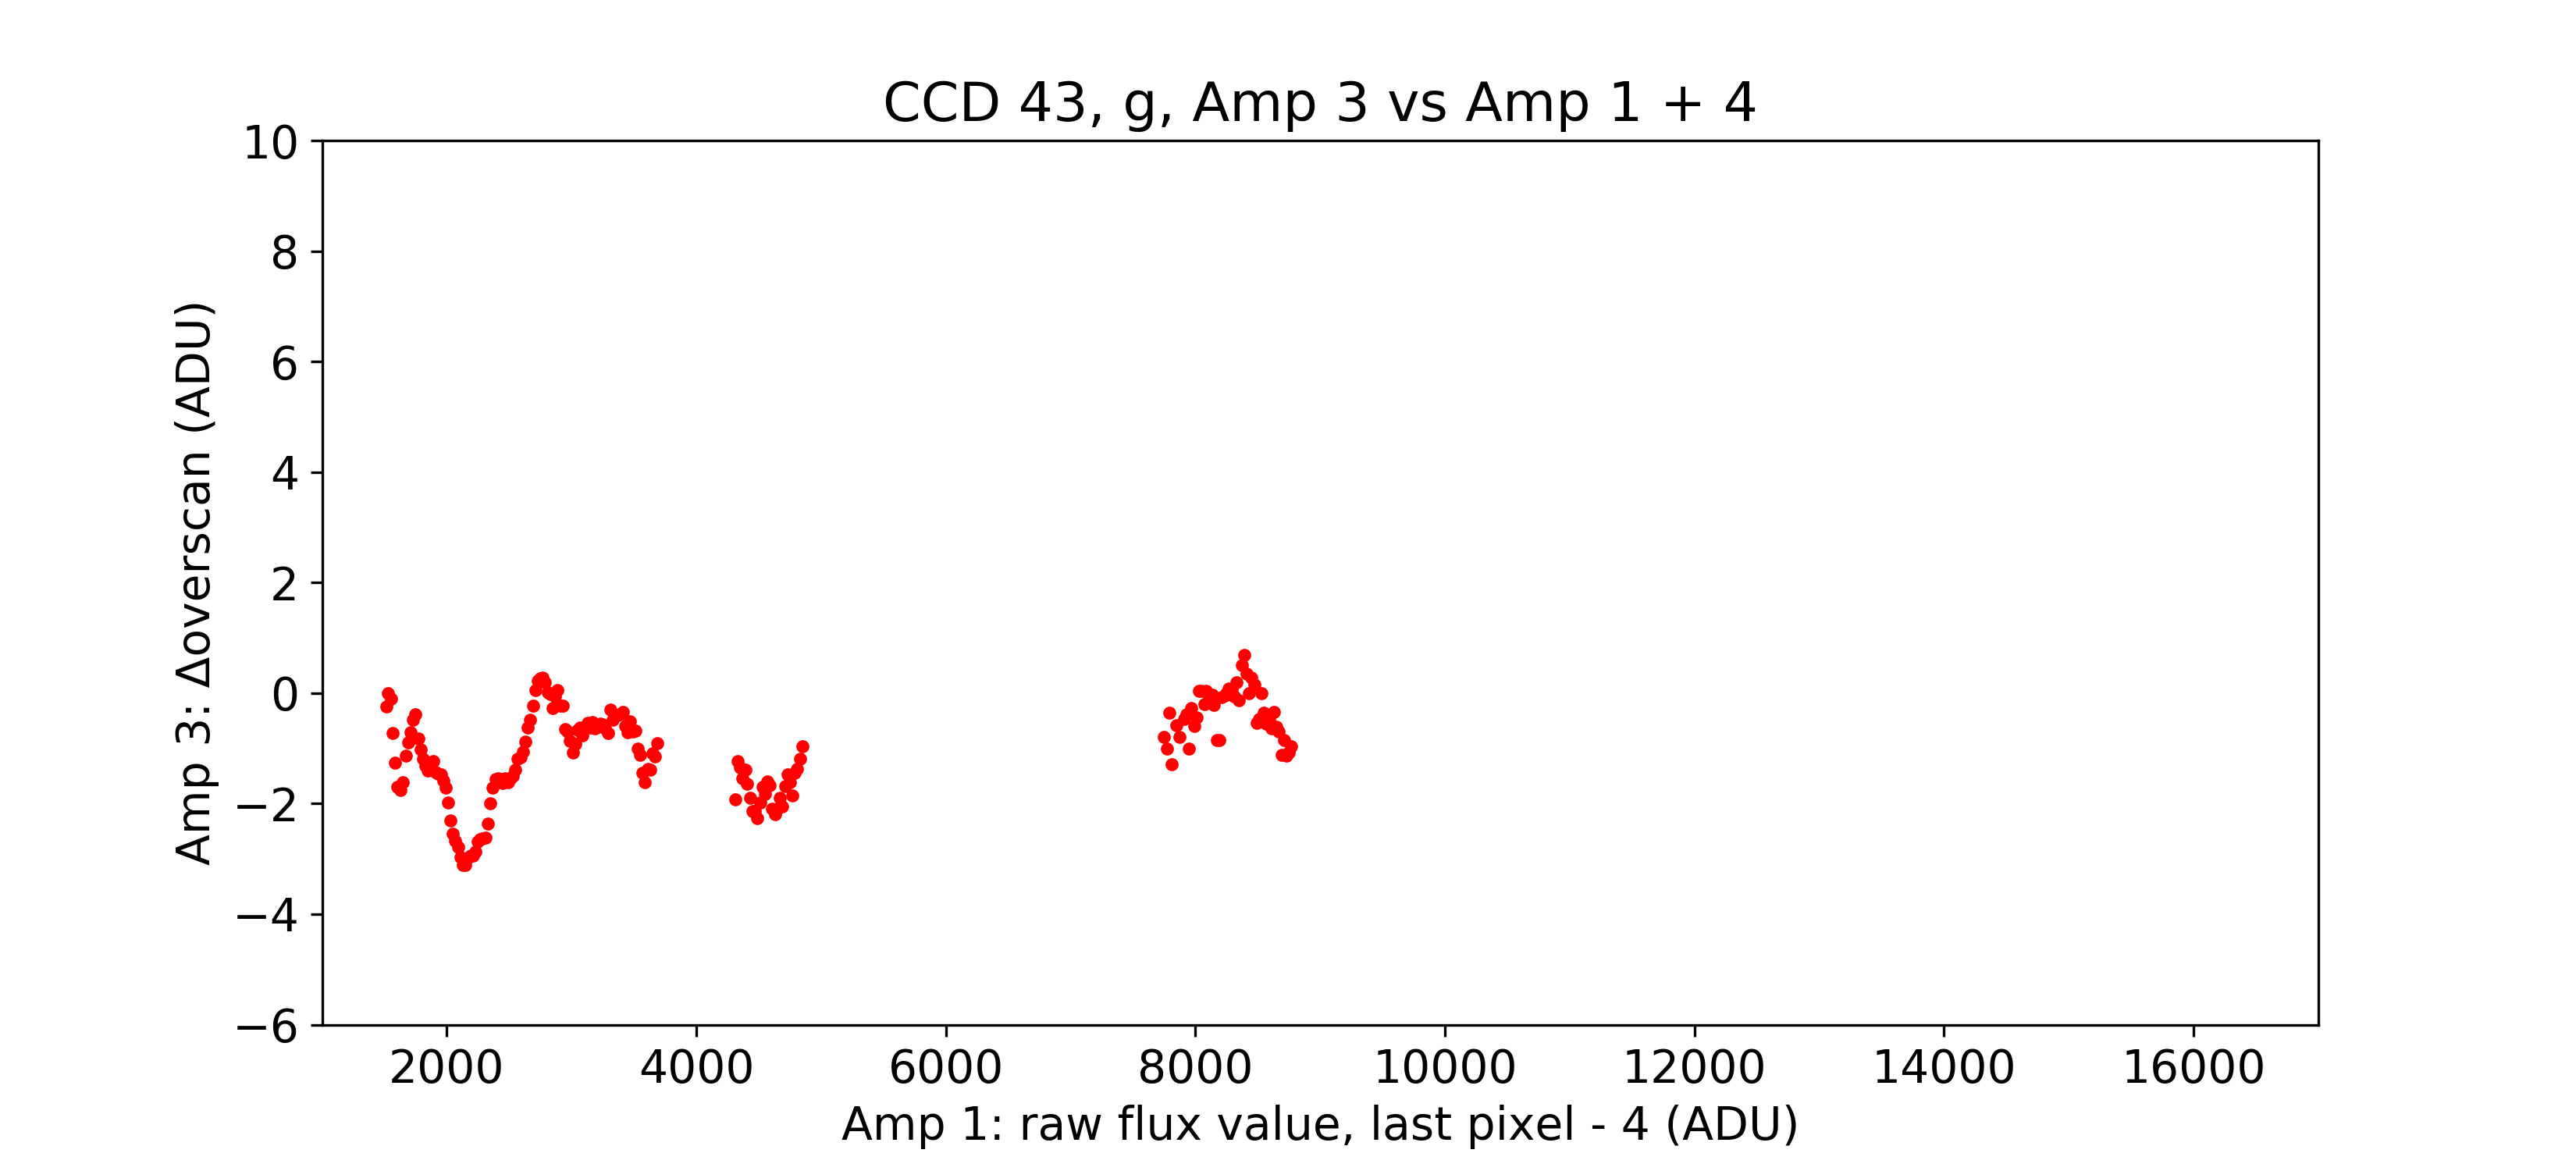 CCD 43, g, Amp 3 vs Amp 1 + 4
10
8
6
4
2
0
−2
−4
−6
Amp 3: Δoverscan (ADU)
2000 4000 6000 8000 10000 12000 14000 16000
Amp 1: raw flux value, last pixel - 4 (ADU)